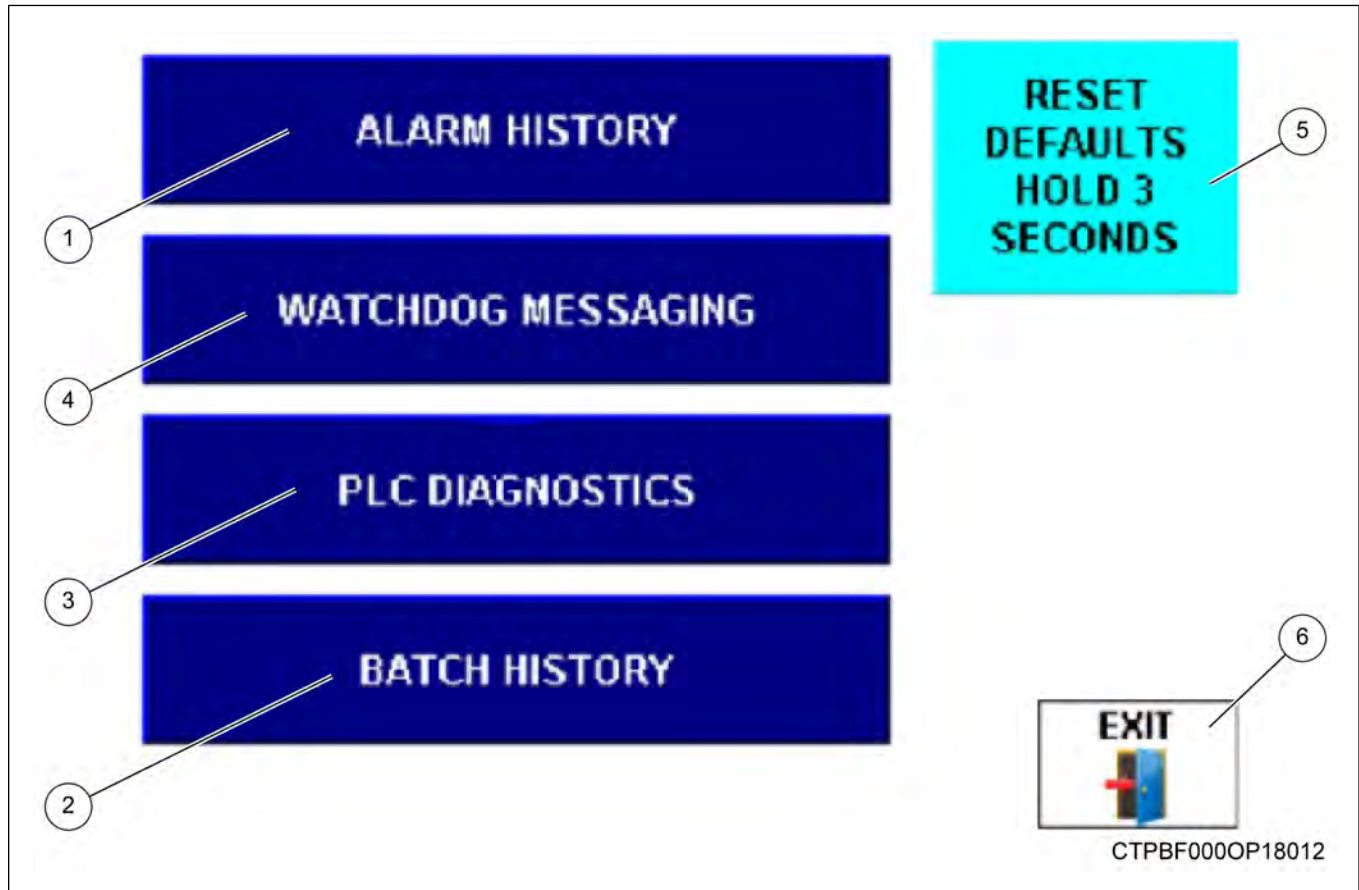 ALARM HISTORY
1
WATCHDOG MESSAGING
4
PLC DIAGNOSTICS
3
BATCH HISTORY
2
RESET
DEFAULTS
HOLD 3
SECONDS
5
6
EXIT
CTPBF000OP18012